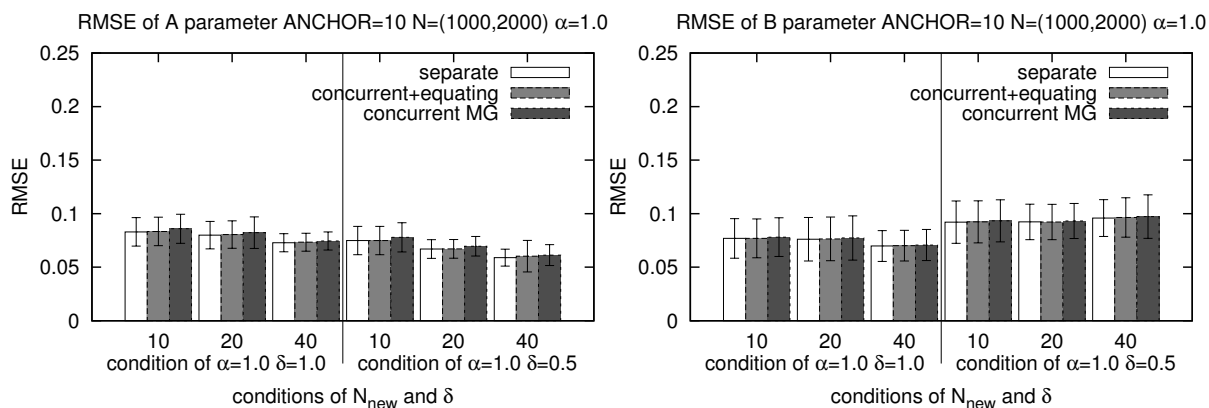 RMSE of A parameter ANCHOR=10 N=(1000,2000) α=1.0
0.25
0.2
0.15
0.1
0.05
0
RMSE
separate
concurrent+equating
concurrent MG
10 20 40 10 20 40
condition of α=1.0 δ=1.0 condition of α=1.0 δ=0.5
conditions of N_new and δ
RMSE of B parameter ANCHOR=10 N=(1000,2000) α=1.0
0.25
0.2
0.15
0.1
0.05
0
RMSE
separate
concurrent+equating
concurrent MG
10 20 40 10 20 40
condition of α=1.0 δ=1.0 condition of α=1.0 δ=0.5
conditions of N_new and δ